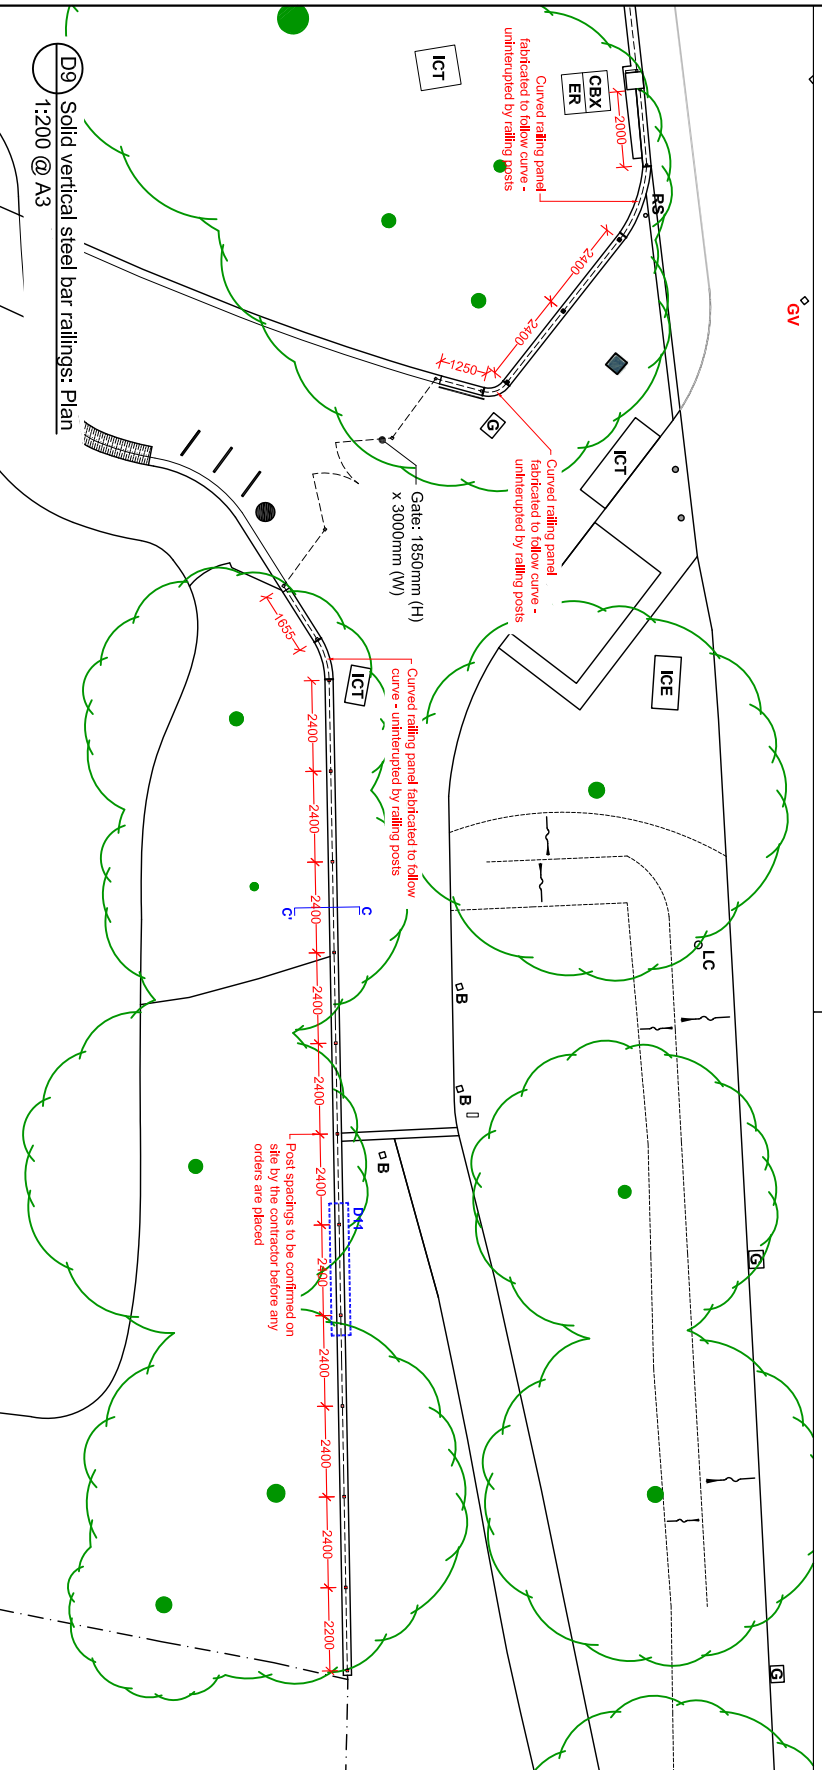 D9
Solid vertical steel bar railings: Plan
1:200 @ A3
ICT
CBX
ER
2000
Curved railing panel
fabricated to follow curve -
uninterupted by railing posts
RS
GV
2400
2400
1250
G
ICT
Curved railing panel
fabricated to follow curve -
uninterupted by railing posts
Gate: 1850mm (H)
x 3000mm (W)
1655
ICT
ICE
Curved railing panel fabricated to follow
curve - uninterupted by railing posts
2400
2400
2400
C
C'
2400
2400
LC
B
B
B
2400
D11
2400
Post spacings to be confirmed on
site by the contractor before any
orders are placed
G
2400
2400
2400
2200
G